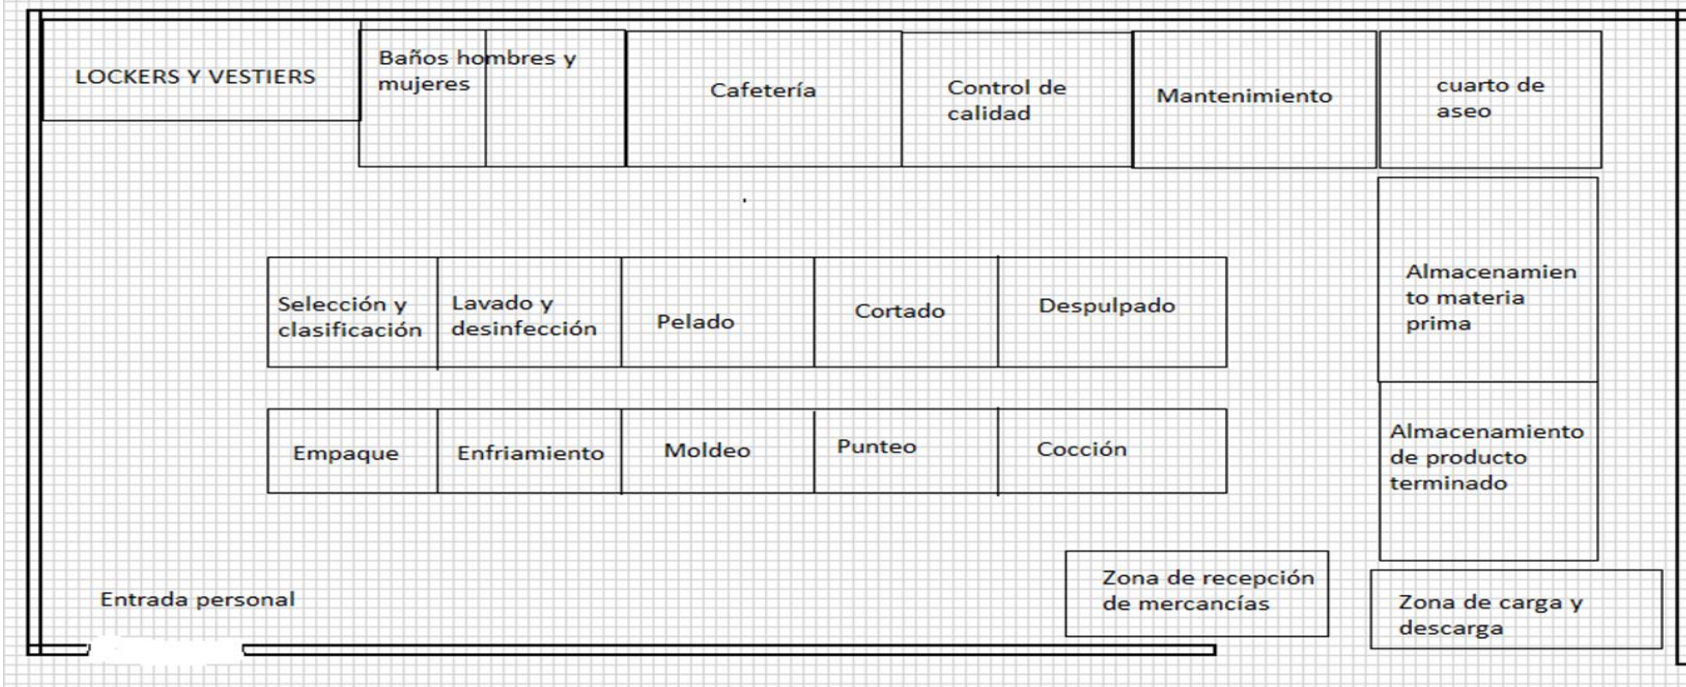 LOCKERS Y VESTIERS
Baños hombres y
mujeres
Cafetería
Control de
calidad
Mantenimiento
cuarto de
aseo
Selección y
clasificación
Lavado y
desinfección
Pelado
Cortado
Despulpado
Almacenamien
to materia
prima
Empaque
Enfriamiento
Moldeo
Punteo
Cocción
Almacenamiento
de producto
terminado
Entrada personal
Zona de recepción
de mercancías
Zona de carga y
descarga